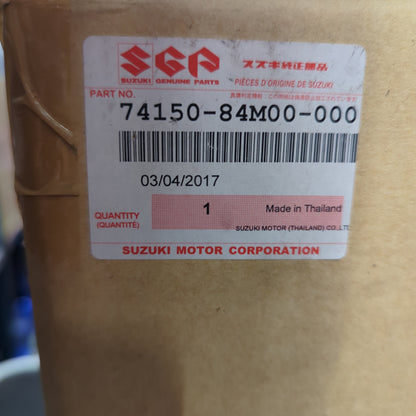 SGP
スズキ純正部品
SUZUKI GENUINE PARTS
PIÈCES D'ORIGINE DE SUZUKI
PART NO.
74150-84M00-000
03/04/2017
QUANTITY
(QUANTITÉ)
1
Made in Thailand
SUZUKI MOTOR (THAILAND) CO.,LTD
SUZUKI MOTOR CORPORATION